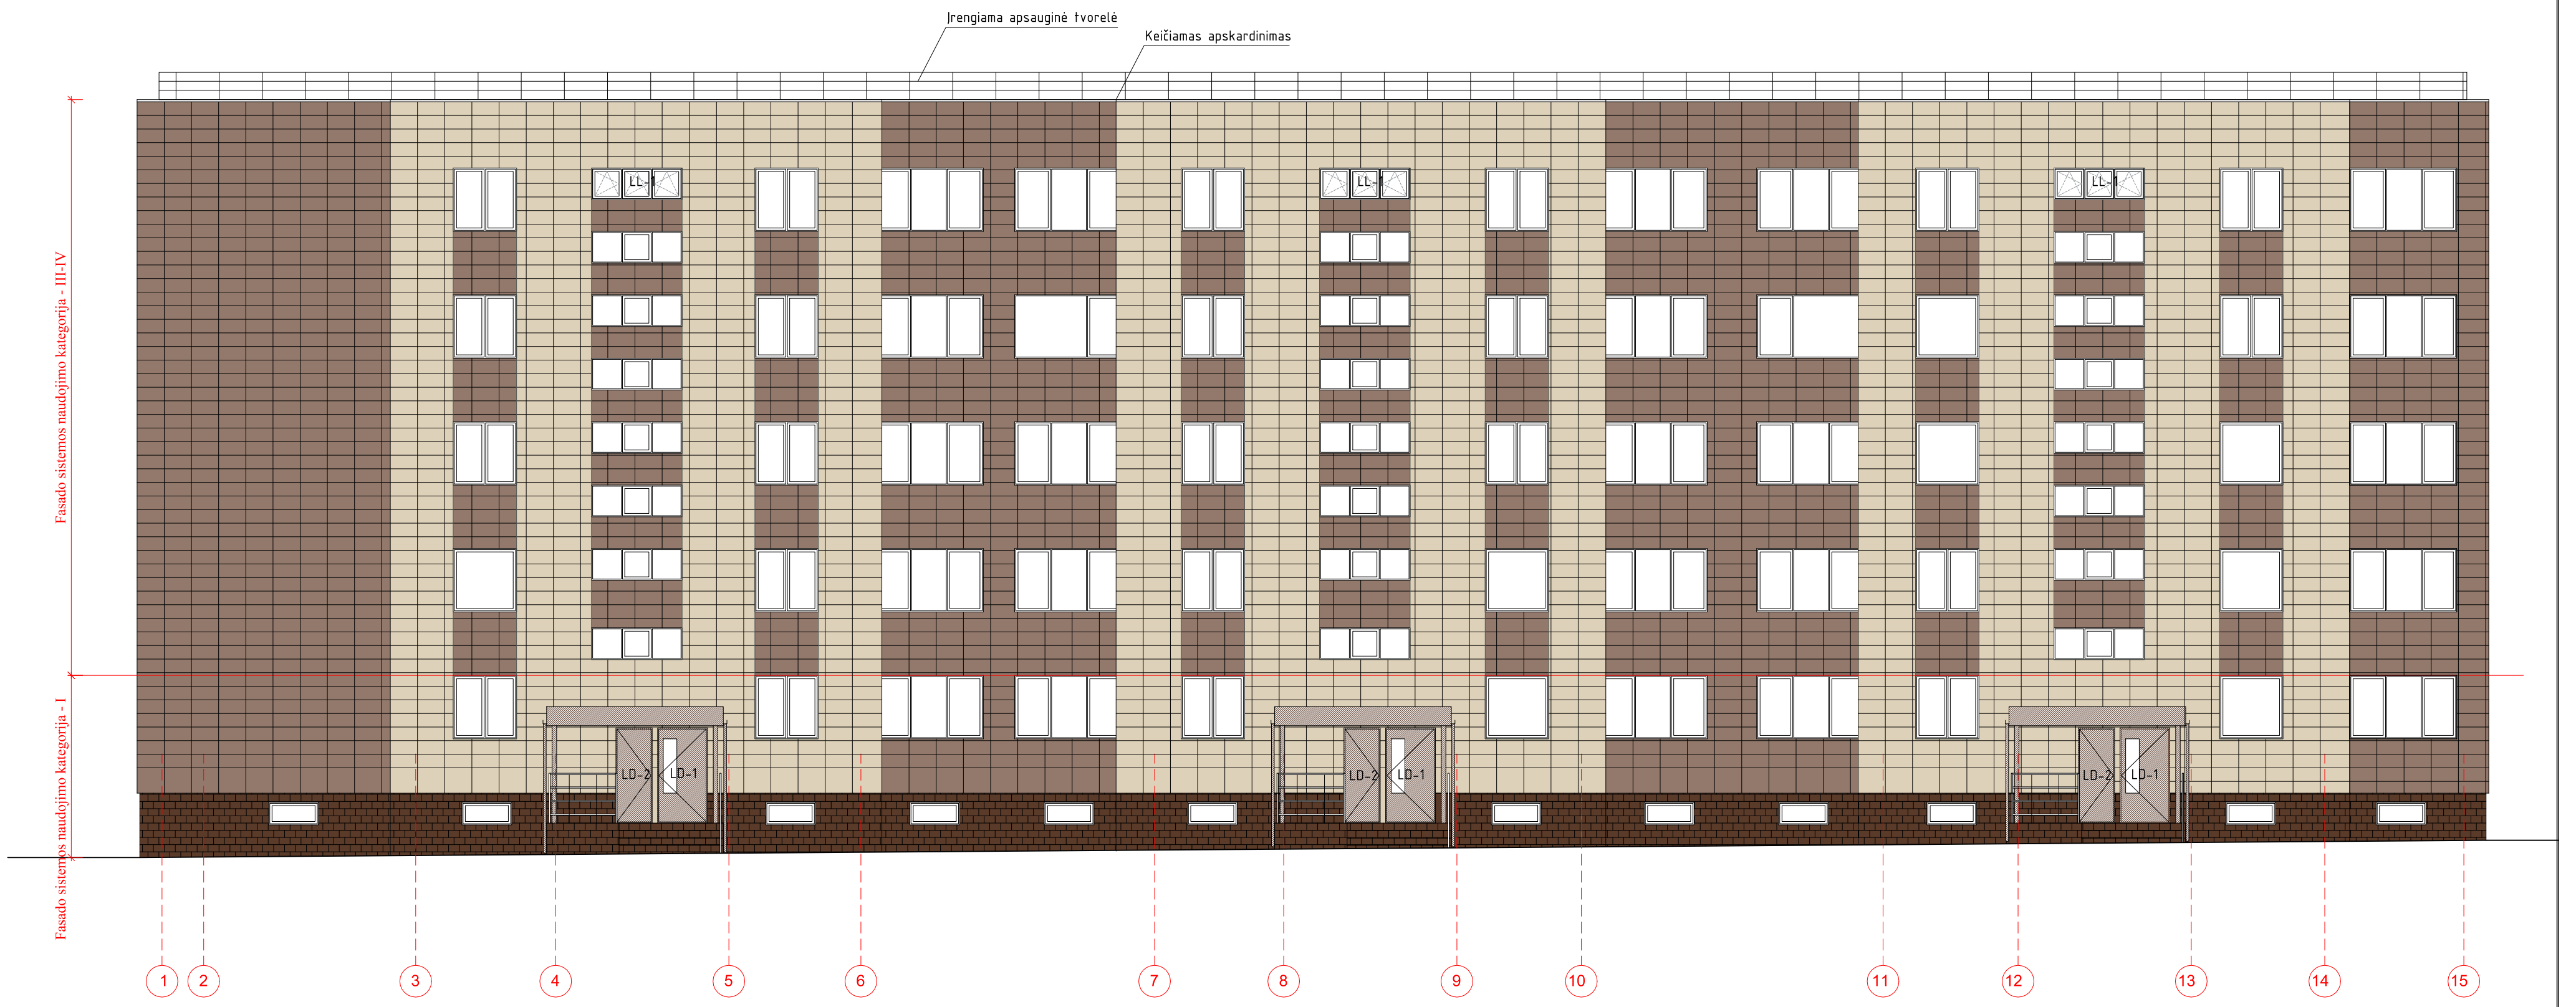 Įrengiama apsauginė tvorelė
Keičiamas apskardinimas
Fasado sistemos naudojimo kategorija - III-IV
LL-1
LL-1
LL-1
Fasado sistemos naudojimo kategorija - I
LD-2
LD-1
LD-2
LD-1
LD-2
LD-1
1
2
3
4
5
6
7
8
9
10
11
12
13
14
15